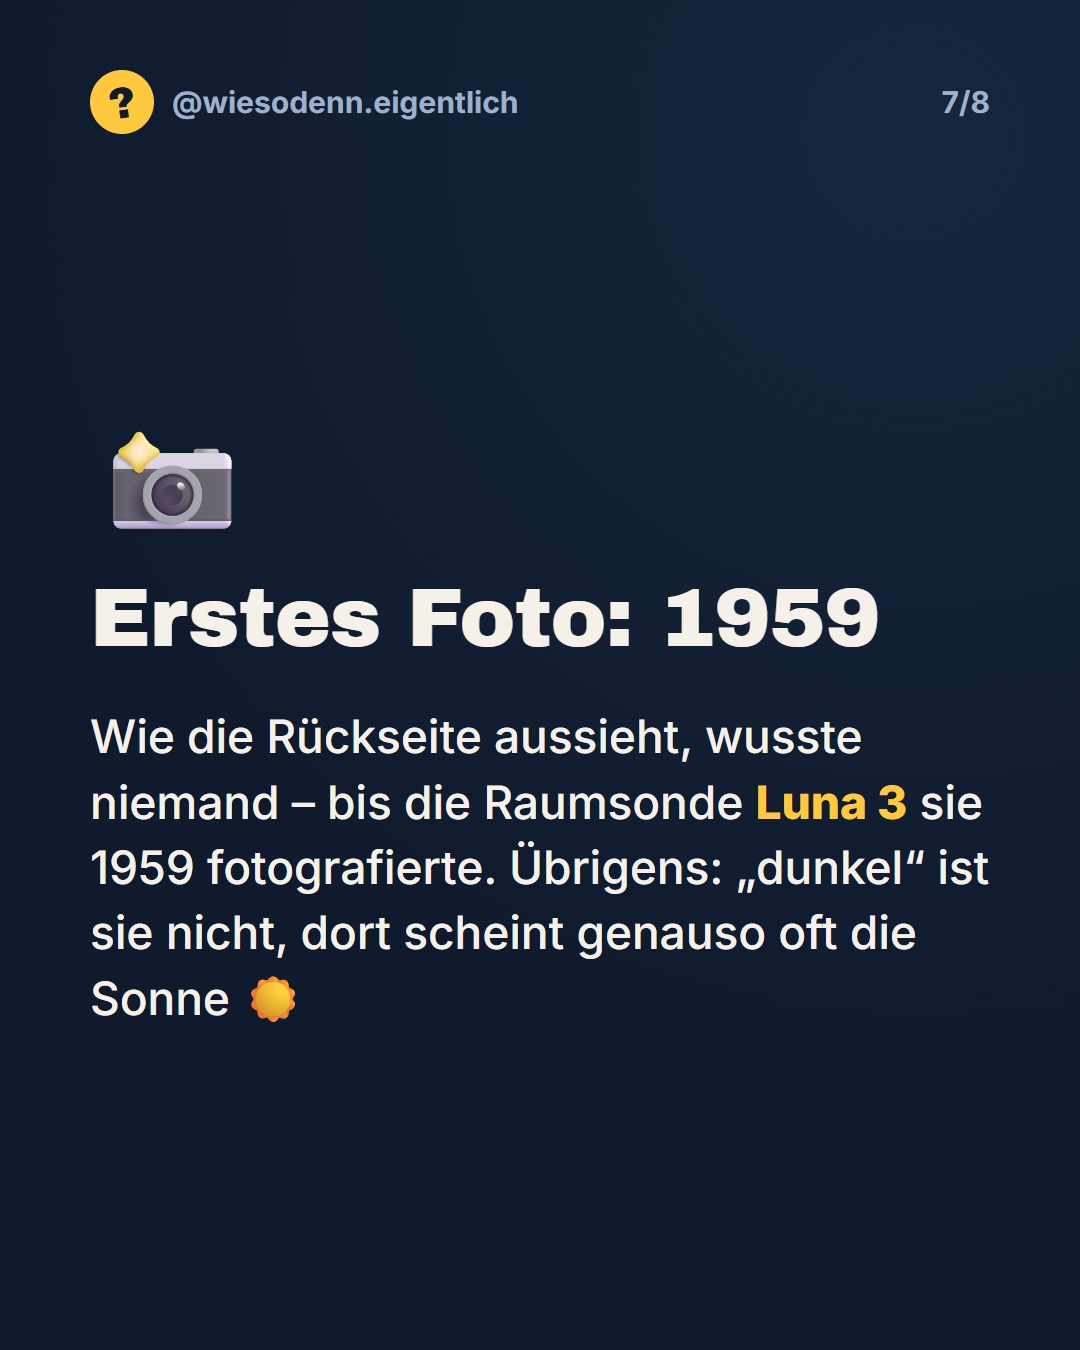 ?
@wiesodenn.eigentlich
7/8
Erstes Foto: 1959
Wie die Rückseite aussieht, wusste
niemand – bis die Raumsonde Luna 3 sie
1959 fotografierte. Übrigens: „dunkel“ ist
sie nicht, dort scheint genauso oft die
Sonne ☀️